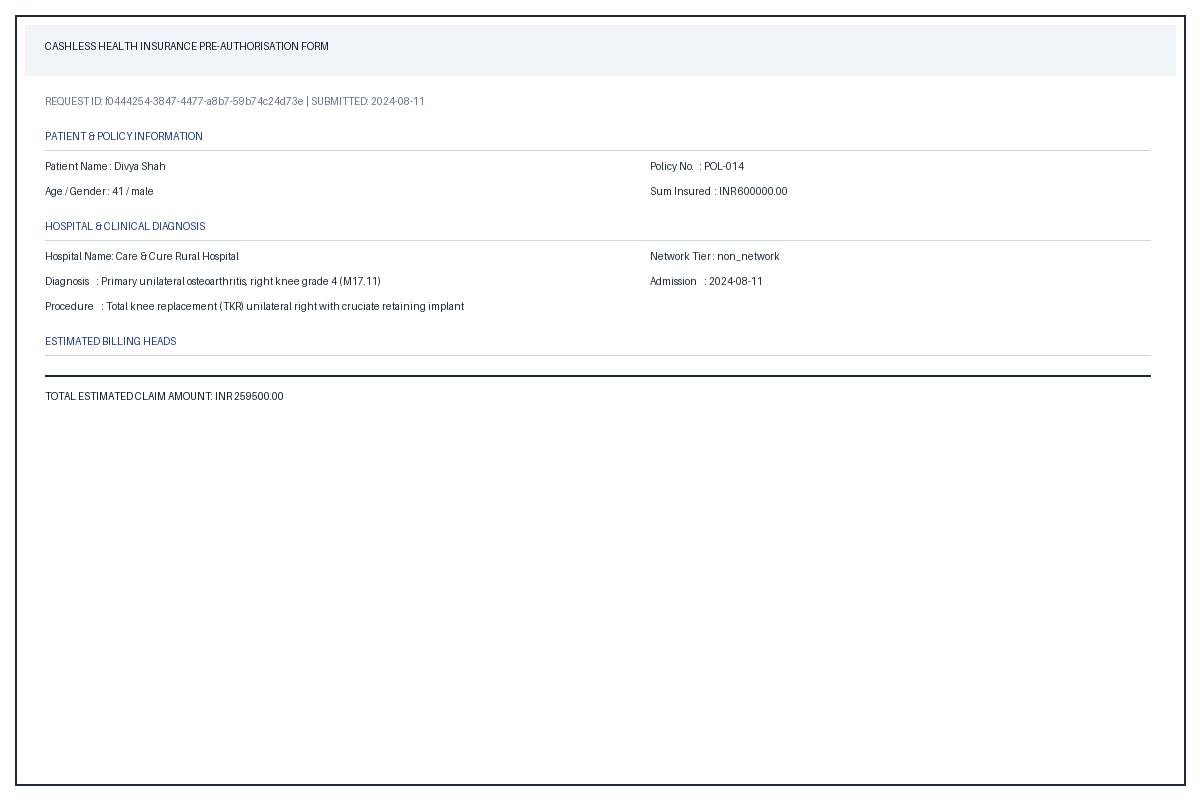 CASHLESS HEALTH INSURANCE PRE-AUTHORISATION FORM
REQUEST ID: f0444254-3847-4477-a8b7-59b74c24d73e | SUBMITTED: 2024-08-11
PATIENT & POLICY INFORMATION
Patient Name : Divya Shah Policy No. : POL-014
Age / Gender : 41 / male Sum Insured : INR 600000.00
HOSPITAL & CLINICAL DIAGNOSIS
Hospital Name: Care & Cure Rural Hospital Network Tier : non_network
Diagnosis : Primary unilateral osteoarthritis, right knee grade 4 (M17.11) Admission : 2024-08-11
Procedure : Total knee replacement (TKR) unilateral right with cruciate retaining implant
ESTIMATED BILLING HEADS
TOTAL ESTIMATED CLAIM AMOUNT: INR 259500.00